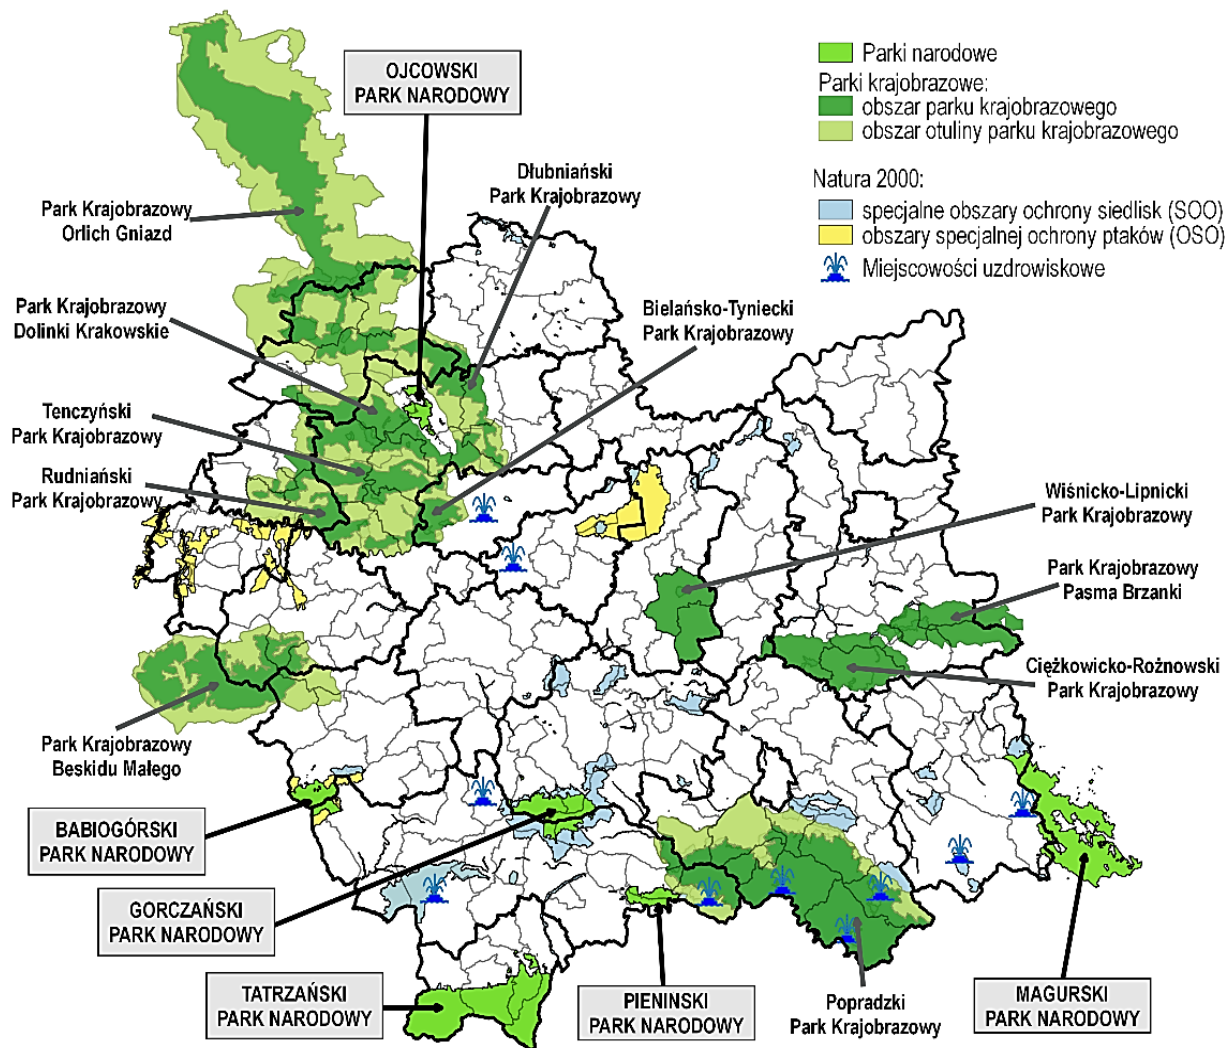 OJCOWSKI
PARK NARODOWY
Parki narodowe
Parki krajobrazowe:
obszar parku krajobrazowego
obszar otuliny parku krajobrazowego
Natura 2000:
specjalne obszary ochrony siedlisk (SOO)
obszary specjalnej ochrony ptaków (OSO)
Miejscowości uzdrowiskowe
Dłubniański
Park Krajobrazowy
Park Krajobrazowy
Orlich Gniazd
Park Krajobrazowy
Dolinki Krakowskie
Bielańsko-Tyniecki
Park Krajobrazowy
Tenczyński
Park Krajobrazowy
Rudniański
Park Krajobrazowy
Wiśnicko-Lipnicki
Park Krajobrazowy
Park Krajobrazowy
Pasma Brzanki
Ciężkowicko-Rożnowski
Park Krajobrazowy
Park Krajobrazowy
Beskidu Małego
BABIOGÓRSKI
PARK NARODOWY
GORCZAŃSKI
PARK NARODOWY
TATRZAŃSKI
PARK NARODOWY
PIENINSKI
PARK NARODOWY
Popradzki
Park Krajobrazowy
MAGURSKI
PARK NARODOWY